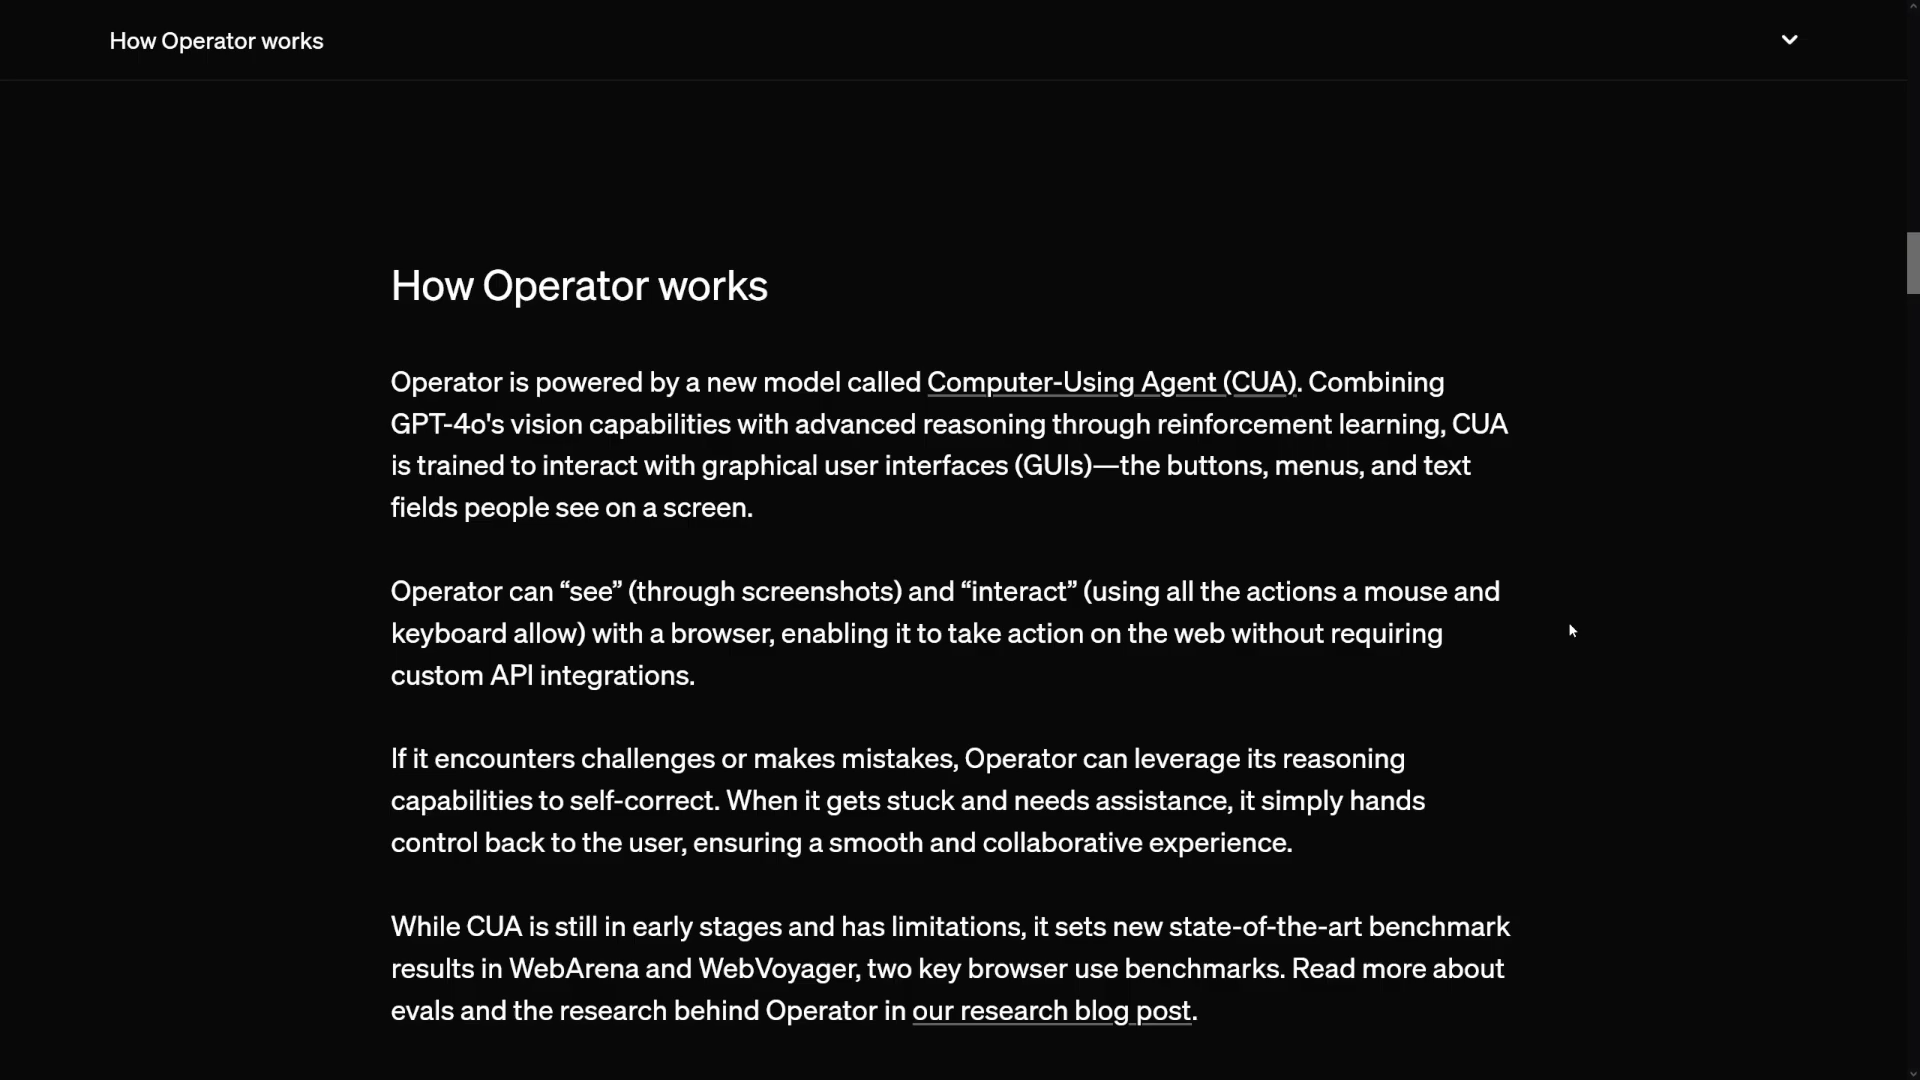 How Operator works
How Operator works
Operator is powered by a new model called Computer-Using Agent (CUA). Combining
GPT-4o's vision capabilities with advanced reasoning through reinforcement learning, CUA
is trained to interact with graphical user interfaces (GUIs)—the buttons, menus, and text
fields people see on a screen.
Operator can “see” (through screenshots) and “interact” (using all the actions a mouse and
keyboard allow) with a browser, enabling it to take action on the web without requiring
custom API integrations.
If it encounters challenges or makes mistakes, Operator can leverage its reasoning
capabilities to self-correct. When it gets stuck and needs assistance, it simply hands
control back to the user, ensuring a smooth and collaborative experience.
While CUA is still in early stages and has limitations, it sets new state-of-the-art benchmark
results in WebArena and WebVoyager, two key browser use benchmarks. Read more about
evals and the research behind Operator in our research blog post.